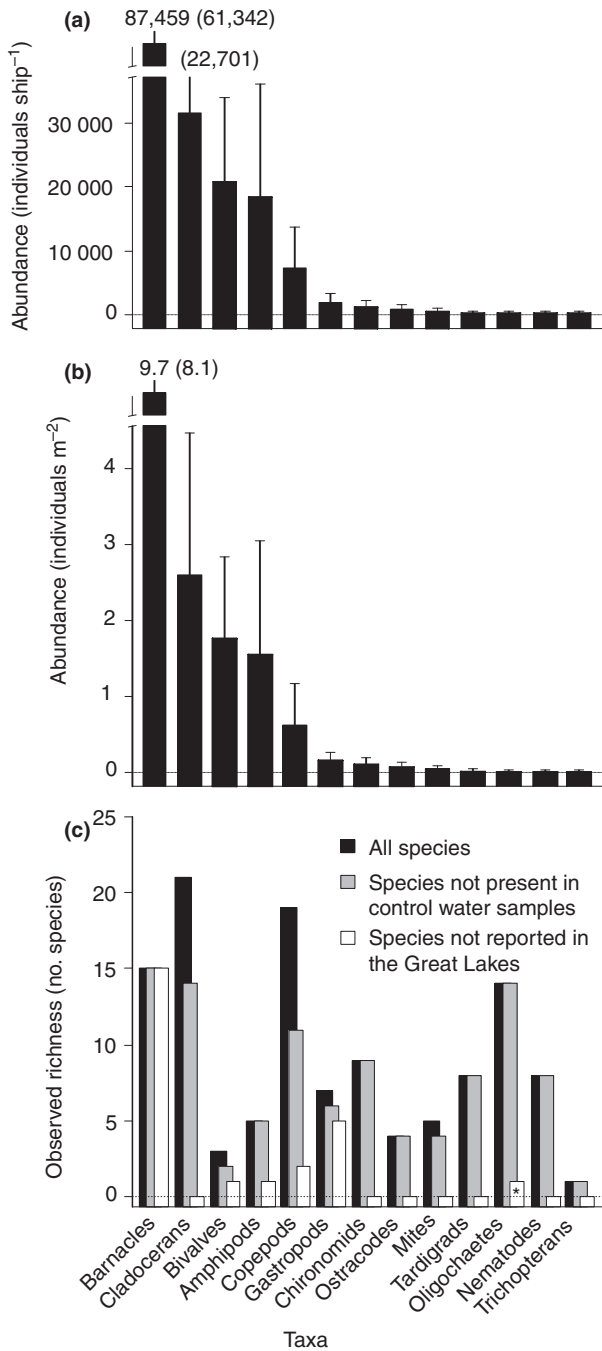 (a)
87,459 (61,342)
(22,701)
Abundance (individuals ship⁻¹)
30 000
20 000
10 000
0
(b)
9.7 (8.1)
Abundance (individuals m⁻²)
4
3
2
1
0
(c)
Observed richness (no. species)
25
20
15
10
5
0
All species
Species not present in
control water samples
Species not reported in
the Great Lakes
*
Barnacles
Cladocerans
Bivalves
Amphipods
Copepods
Gastropods
Chironomids
Ostracodes
Mites
Tardigrads
Oligochaetes
Nematodes
Trichopterans
Taxa